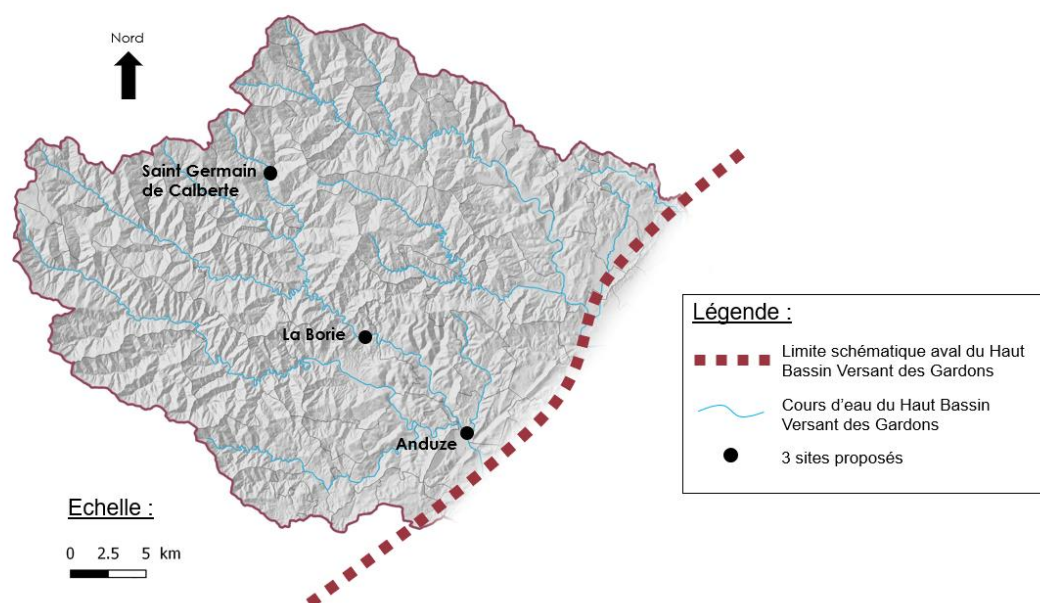 Nord
Saint Germain
de Calberte
La Borie
Anduze
Echelle :
0 2.5 5 km
Légende :
Limite schématique aval du Haut
Bassin Versant des Gardons
Cours d'eau du Haut Bassin
Versant des Gardons
3 sites proposés